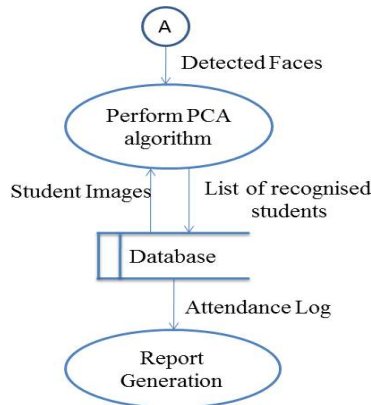 A
Detected Faces
Perform PCA
algorithm
Student Images
List of recognised
students
Database
Attendance Log
Report
Generation